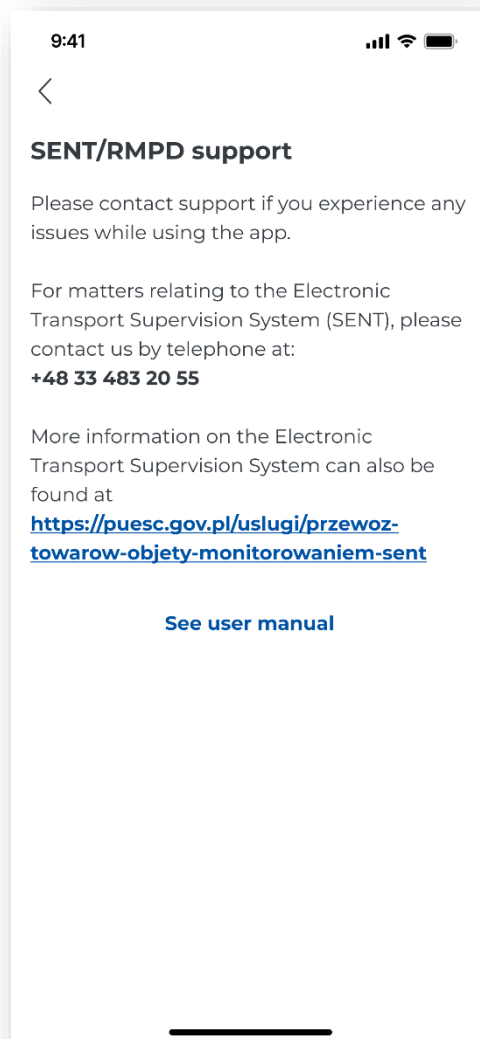 9:41
SENT/RMPD support
Please contact support if you experience any
issues while using the app.
For matters relating to the Electronic
Transport Supervision System (SENT), please
contact us by telephone at:
+48 33 483 20 55
More information on the Electronic
Transport Supervision System can also be
found at
https://puesc.gov.pl/uslugi/przewoz-
towarow-objety-monitorowaniem-sent
See user manual